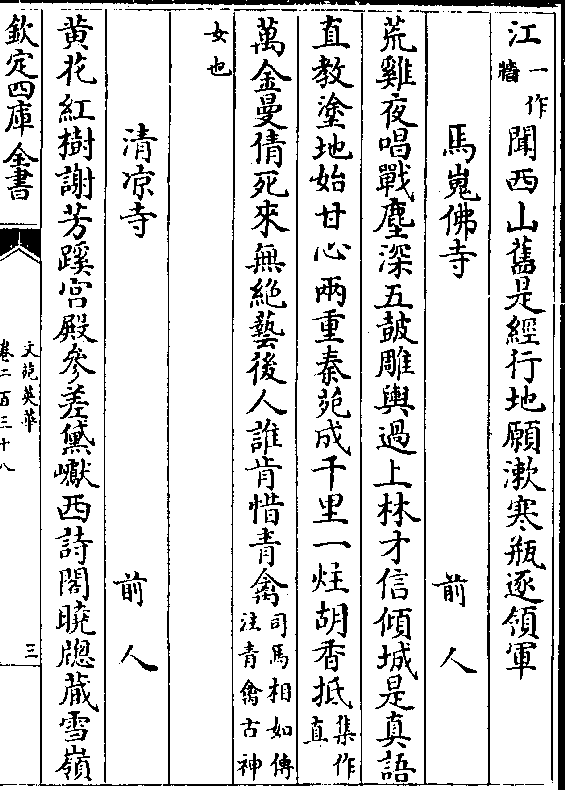 江一作牆聞西山舊是經行地願漱寒瓶逐領軍
馬嵬佛寺
前人
荒雞夜唱戰塵深五皷雕輿過上林才信傾城是真語
直教塗地始甘心兩重秦苑成千里一炷胡香抵集作直
萬金曼倩死來無絶藝後人誰肯惜青禽司馬相如傳注青禽古神
女也
清凉寺
前人
黄花紅樹謝芳蹊宫殿參差黛巘西詩閣曉牕藏雪嶺
欽定四庫全書
文苑英華
卷二百三十八
三